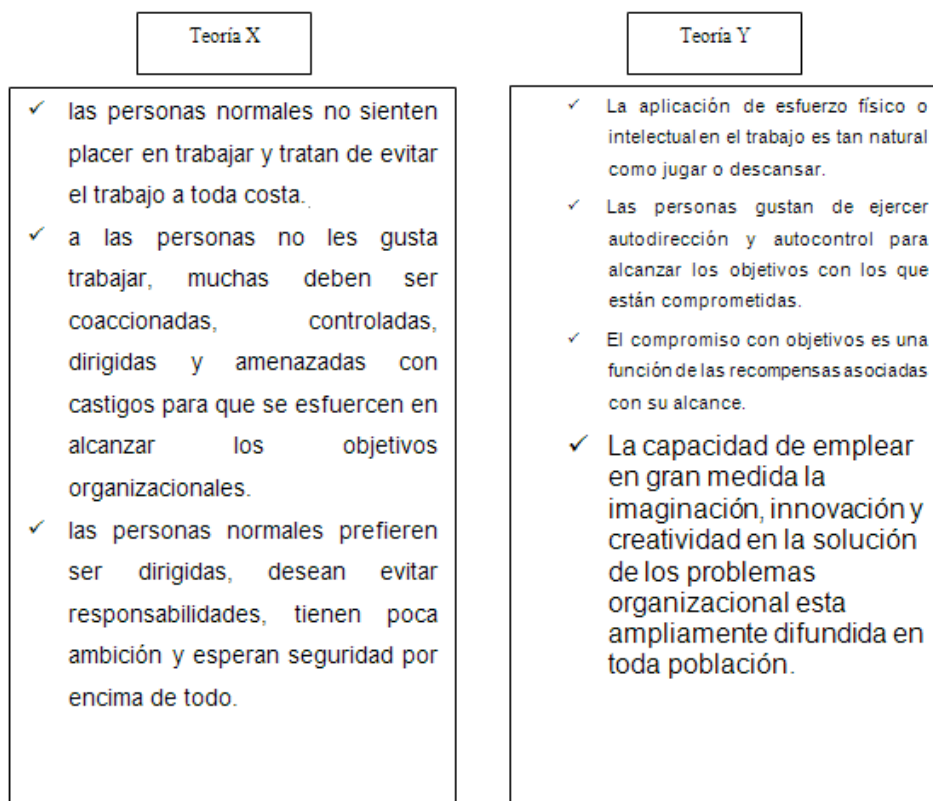 Teoría X
✓ las personas normales no sienten
placer en trabajar y tratan de evitar
el trabajo a toda costa.
✓ a las personas no les gusta
trabajar, muchas deben ser
coaccionadas, controladas,
dirigidas y amenazadas con
castigos para que se esfuercen en
alcanzar los objetivos
organizacionales.
✓ las personas normales prefieren
ser dirigidas, desean evitar
responsabilidades, tienen poca
ambición y esperan seguridad por
encima de todo.
Teoría Y
✓ La aplicación de esfuerzo físico o
intelectual en el trabajo es tan natural
como jugar o descansar.
✓ Las personas gustan de ejercer
autodirección y autocontrol para
alcanzar los objetivos con los que
están comprometidas.
✓ El compromiso con objetivos es una
función de las recompensas asociadas
con su alcance.
✓ La capacidad de emplear
en gran medida la
imaginación, innovación y
creatividad en la solución
de los problemas
organizacional esta
ampliamente difundida en
toda población.